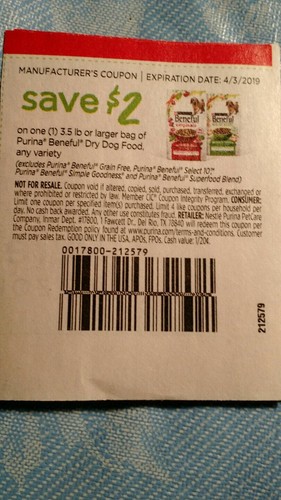 MANUFACTURER'S COUPON | EXPIRATION DATE: 4/3/2019
save $2
on one (1) 3.5 lb or larger bag of
Purina® Beneful® Dry Dog Food,
any variety
(excludes Purina® Beneful® Grain Free, Purina® Beneful® Select 10,™
Purina® Beneful® Simple Goodness,™ and Purina® Beneful® Superfood Blend)
NOT FOR RESALE. Coupon void if altered, copied, sold, purchased, transferred, exchanged or
where prohibited or restricted by law. Member GIC® Coupon Integrity Program. CONSUMER:
Limit one coupon per specified item(s) purchased. Limit 4 like coupons per household per
day. No cash back awarded. Any other use constitutes fraud. RETAILER: Nestle Purina PetCare
Company, Inmar Dept. #17800, 1 Fawcett Dr., Del Rio, TX 78840 will redeem this coupon per
the Coupon Redemption policy found at www.purina.com/terms-and-conditions. Customer
must pay sales tax. GOOD ONLY IN THE USA, APOs, FPOs. Cash value: 1/20¢.
0017800-212579
212579
Beneful
Beneful